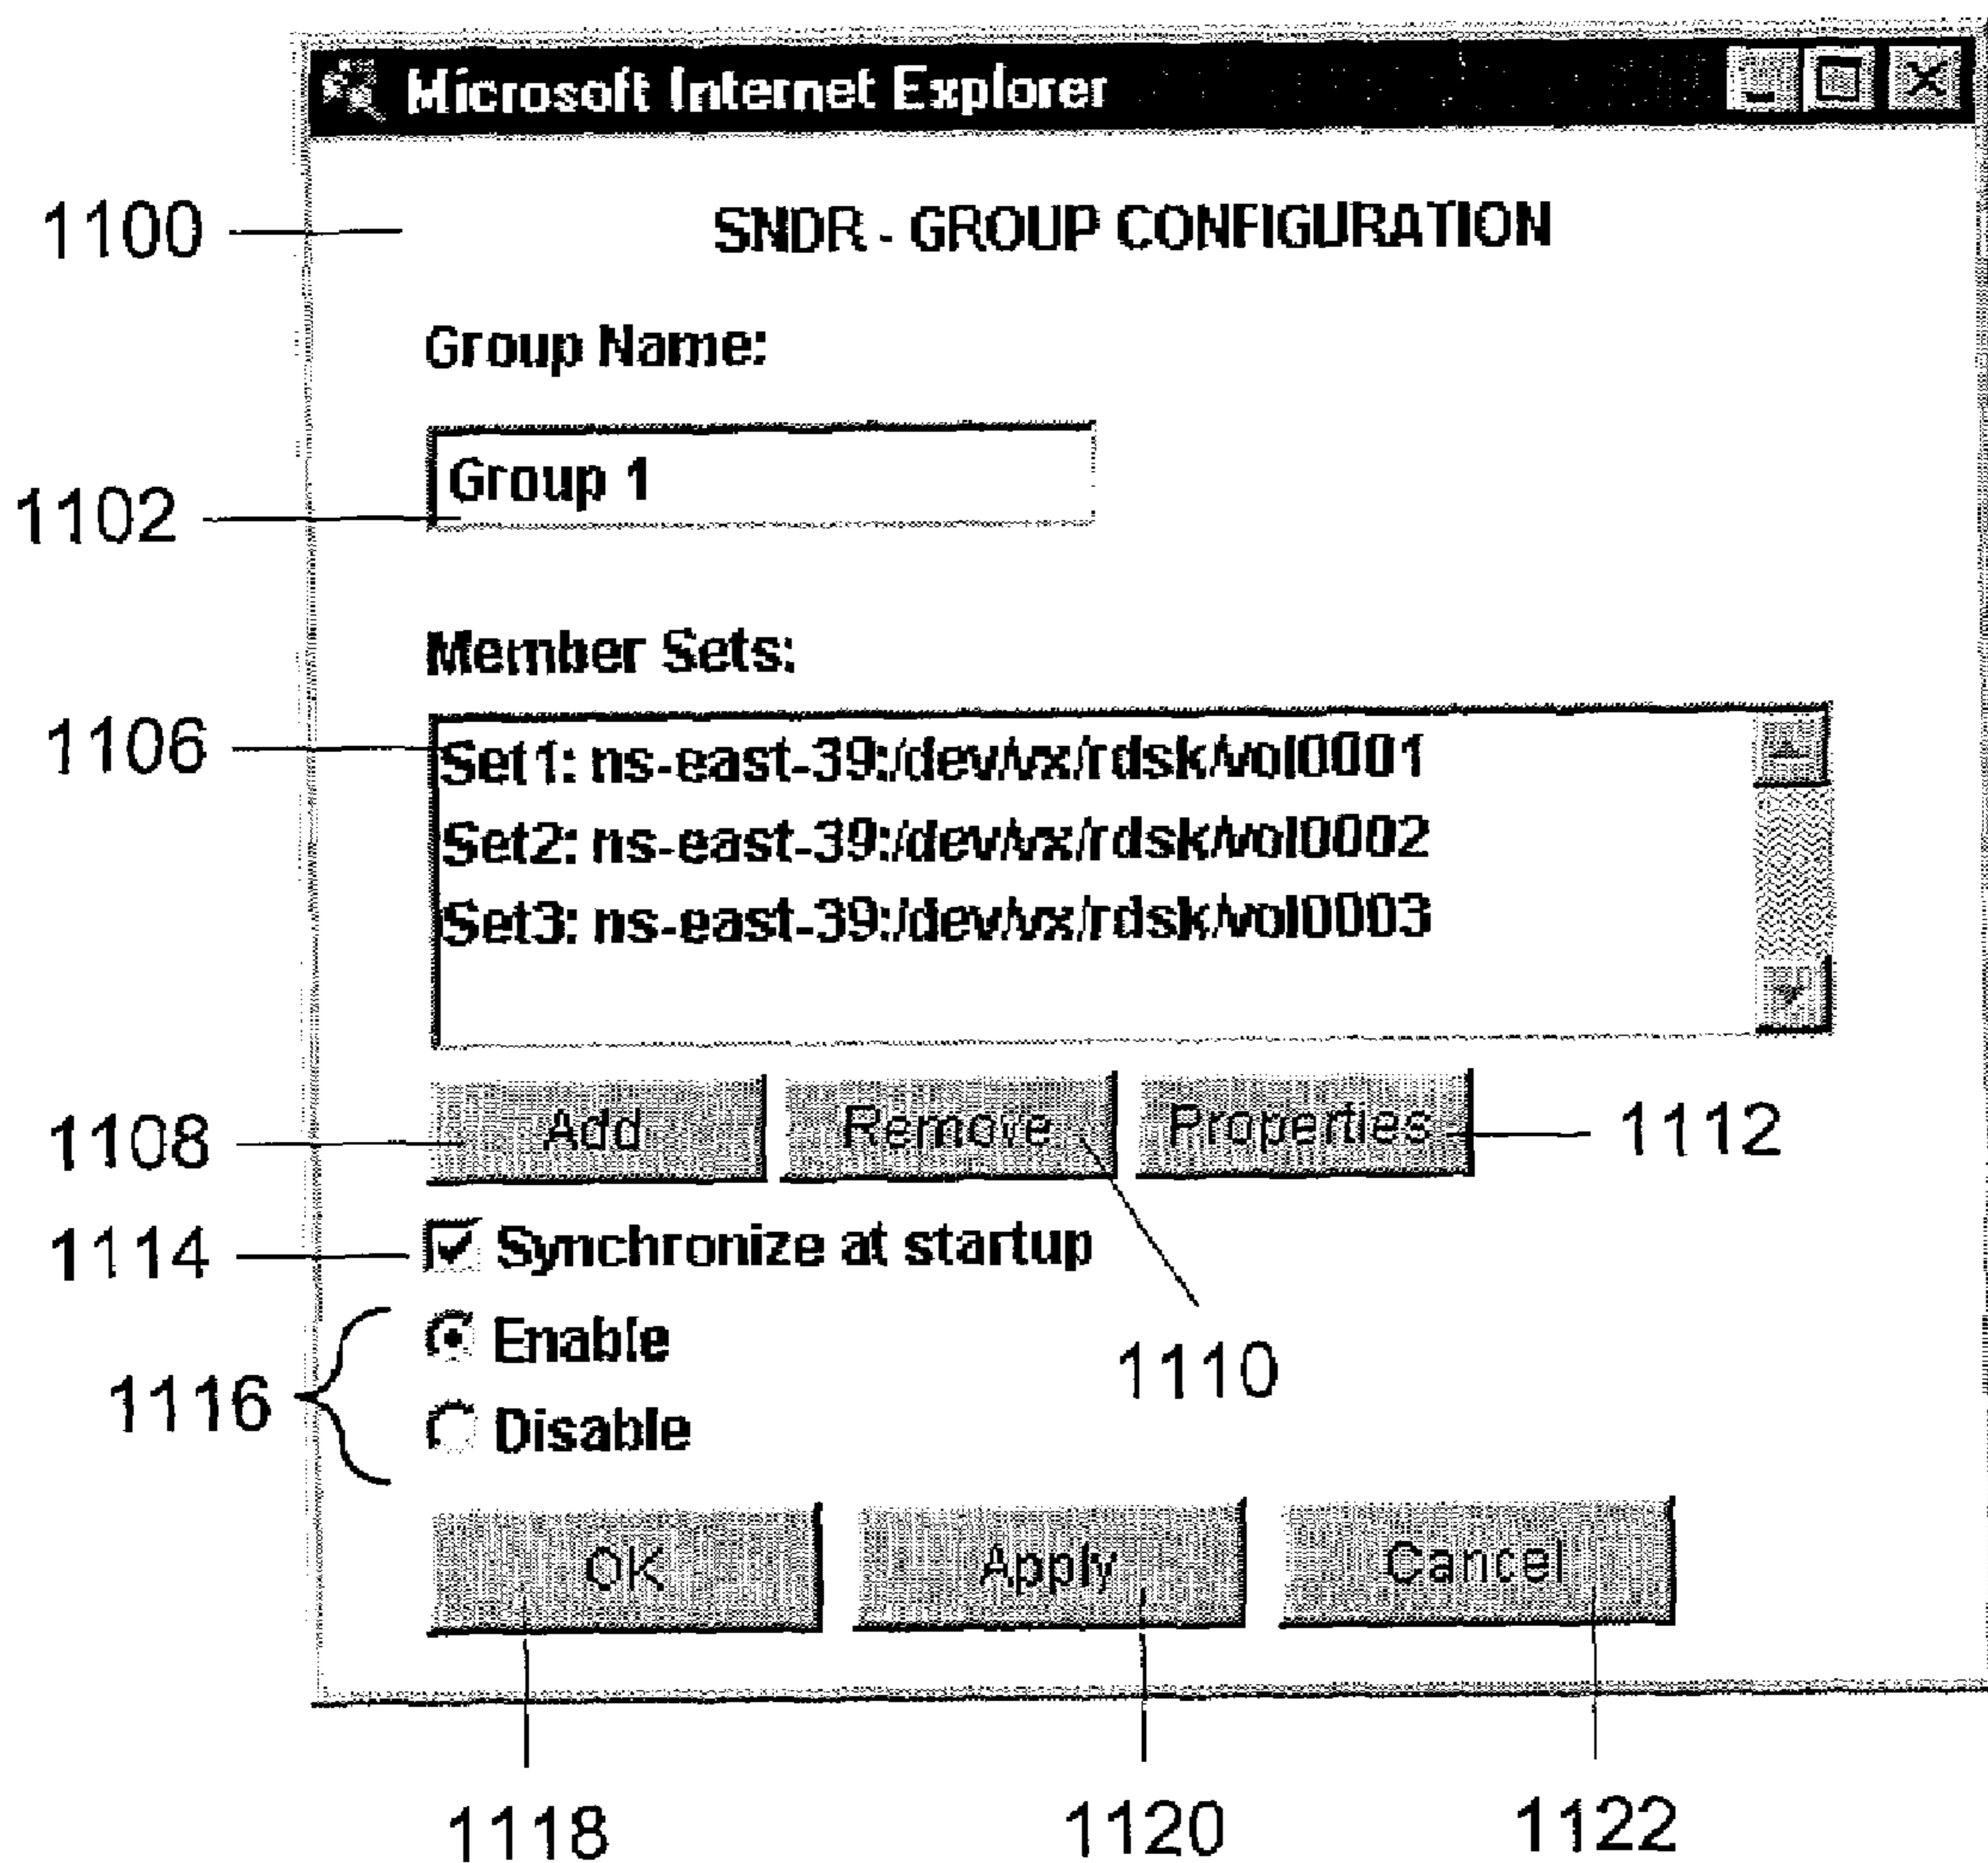 Microsoft Internet Explorer
1100
SNDR - GROUP CONFIGURATION
Group Name:
1102
Group 1
Member Sets:
1106
Set1: ns-east-39:/dev/vx/rdsk/vol0001
Set2: ns-east-39:/dev/vx/rdsk/vol0002
Set3: ns-east-39:/dev/vx/rdsk/vol0003
1108
Add
Remove
Properties
1112
1114
Synchronize at startup
1116
Enable
1110
Disable
OK
Apply
Cancel
1118
1120
1122